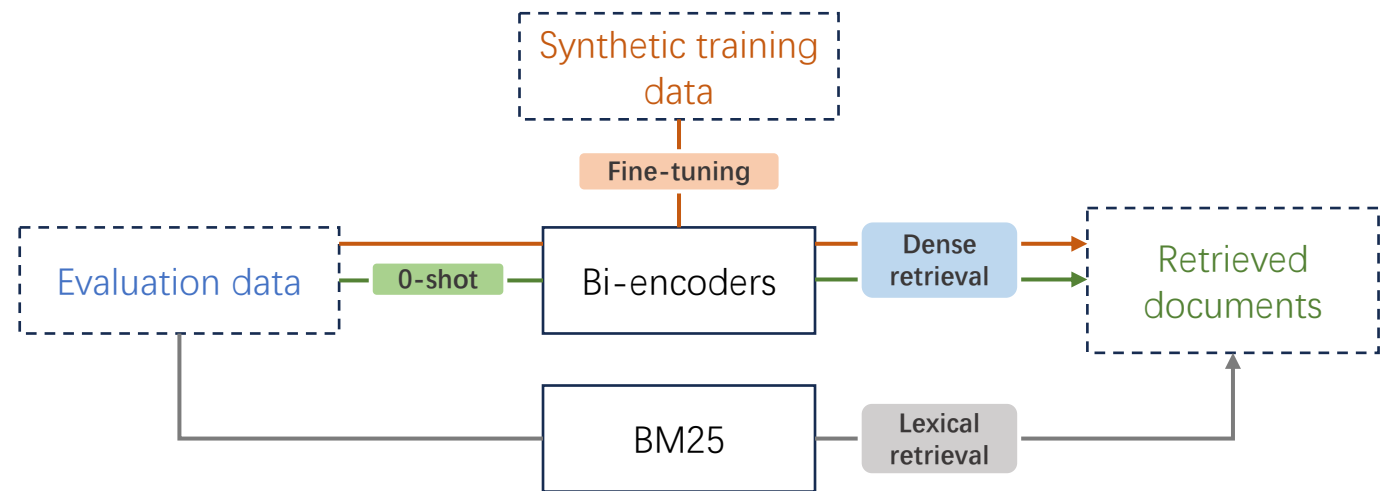 Synthetic training
data
Fine-tuning
Evaluation data
0-shot
Bi-encoders
Dense
retrieval
Retrieved
documents
BM25
Lexical
retrieval